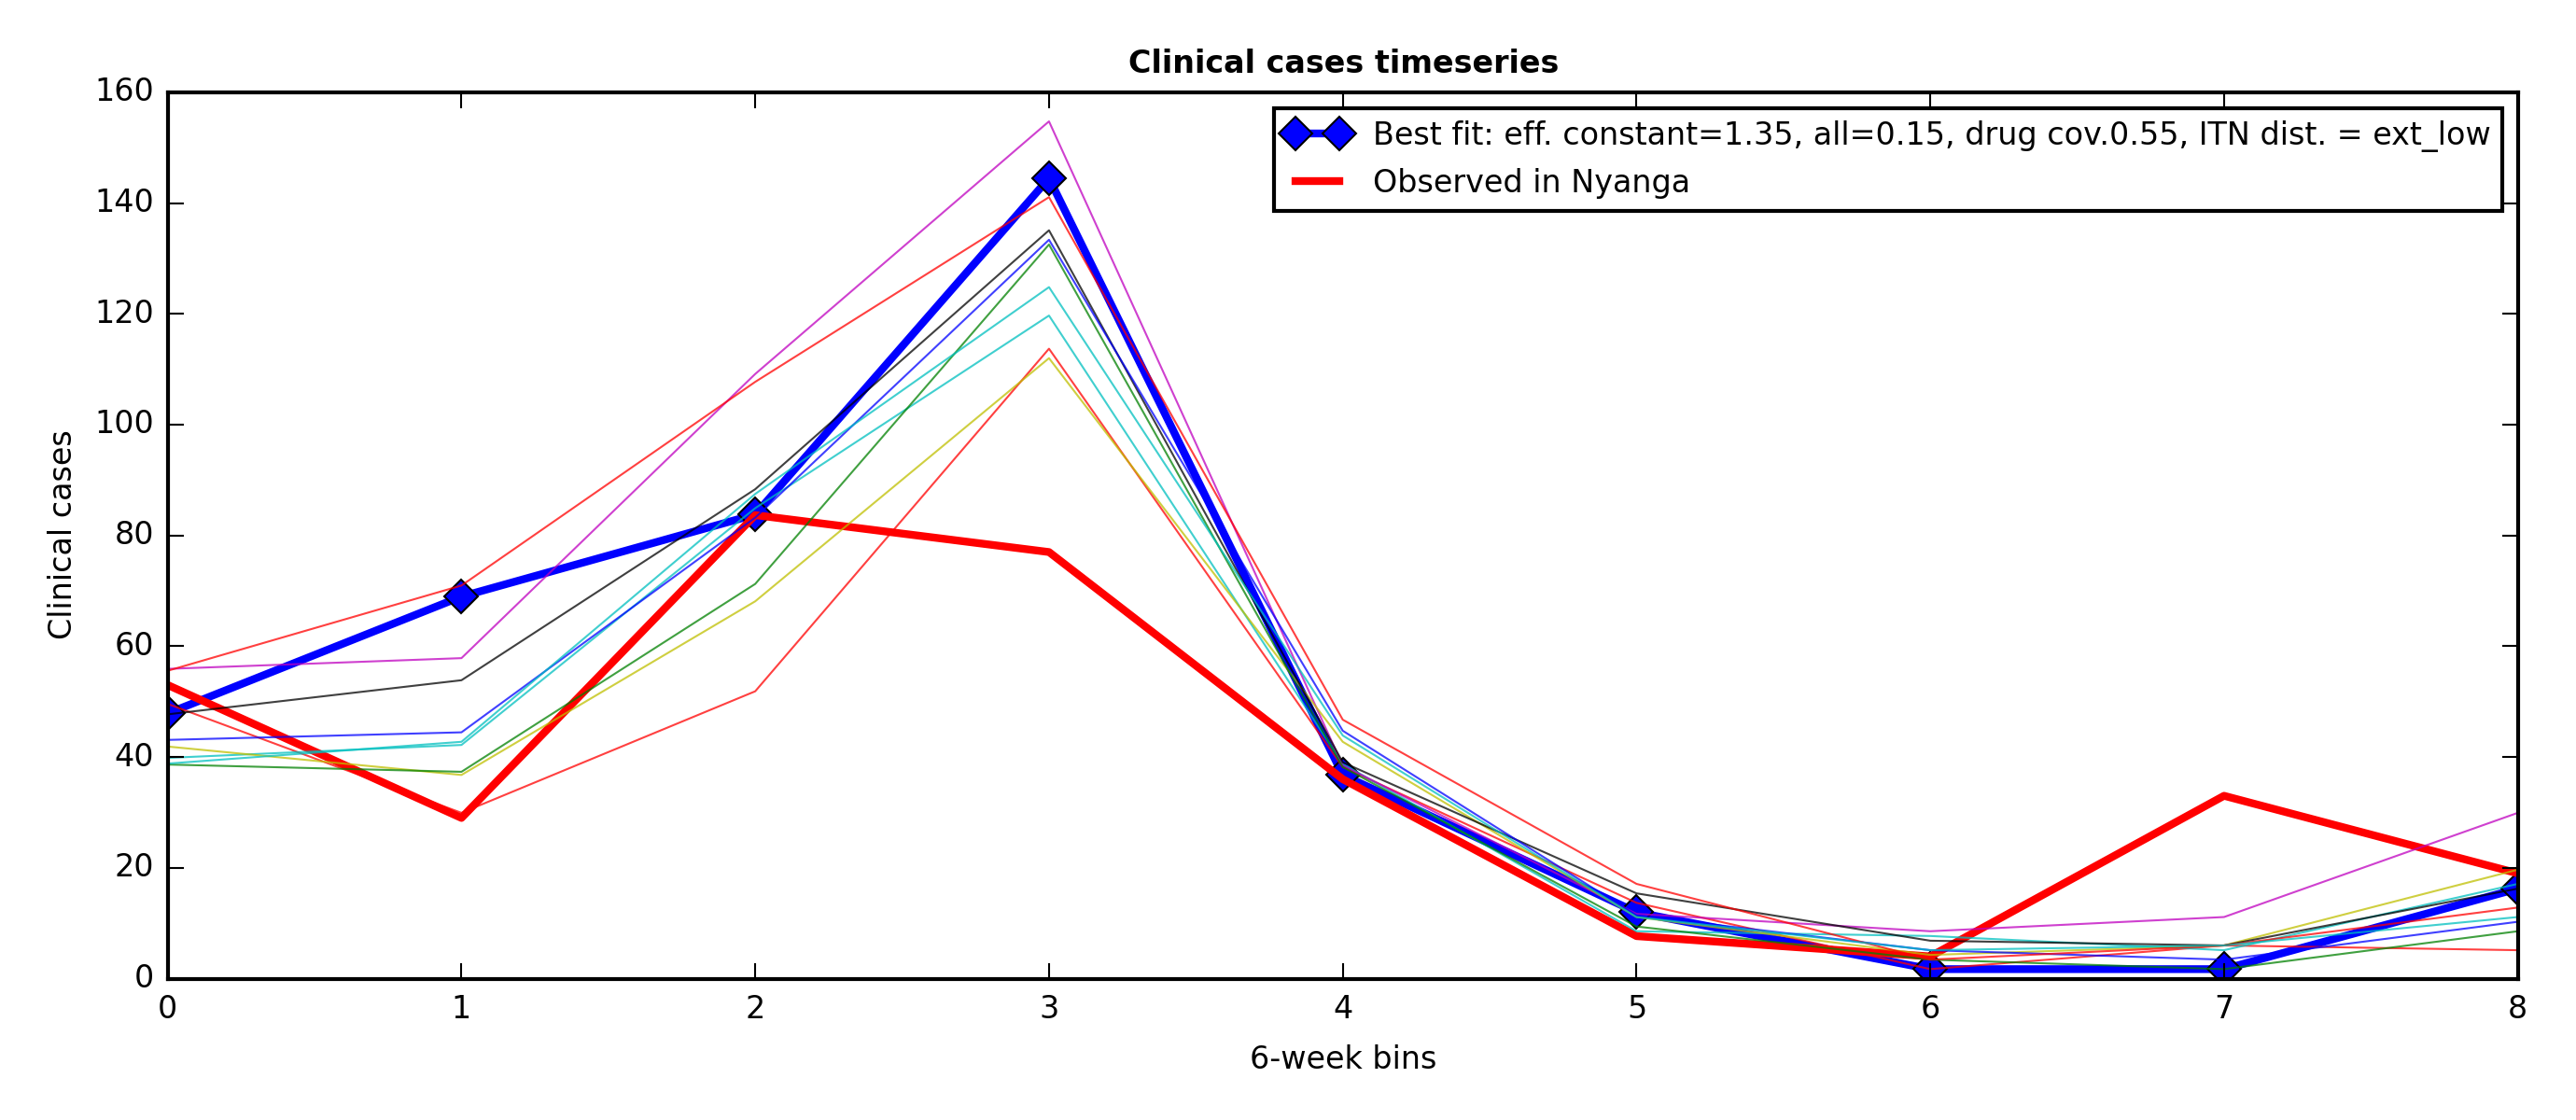 Clinical cases timeseries
160
140
120
100
80
60
40
20
0
Clinical cases
Best fit: eff. constant=1.35, all=0.15, drug cov.0.55, ITN dist. = ext_low
Observed in Nyanga
0 1 2 3 4 5 6 7 8
6-week bins